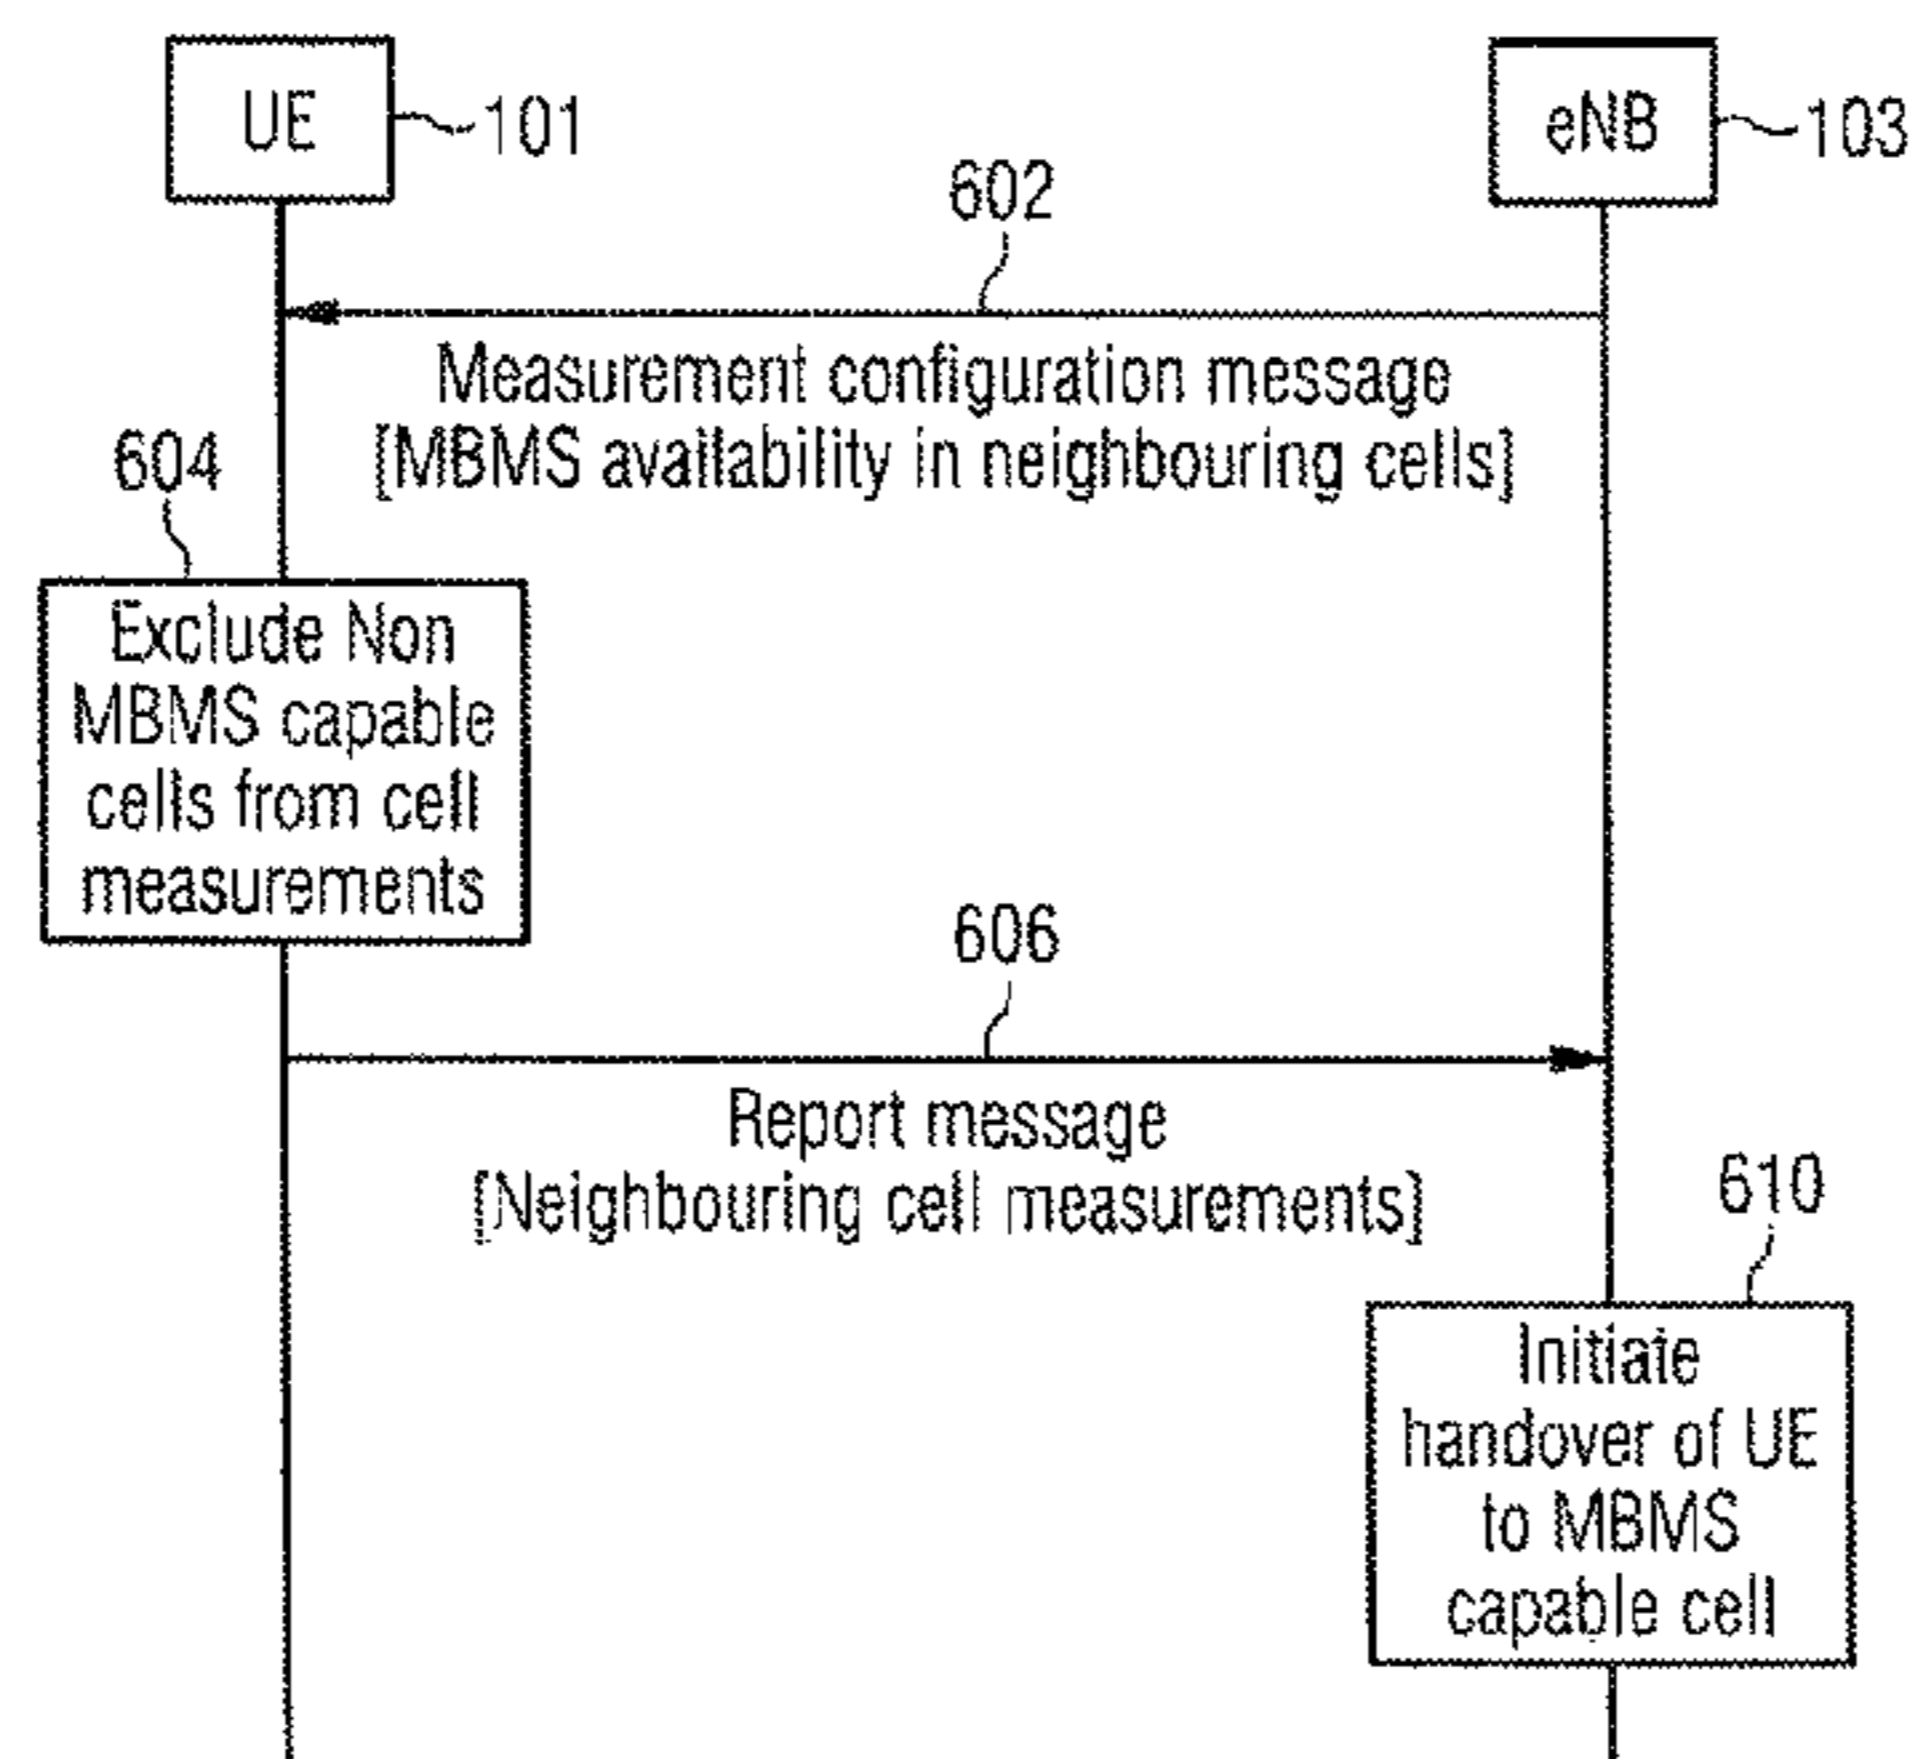 UE
101
eNB
103
602
Measurement configuration message
[MBMS availability in neighbouring cells]
604
Exclude Non
MBMS capable
cells from cell
measurements
606
Report message
[Neighbouring cell measurements]
610
Initiate
handover of UE
to MBMS
capable cell